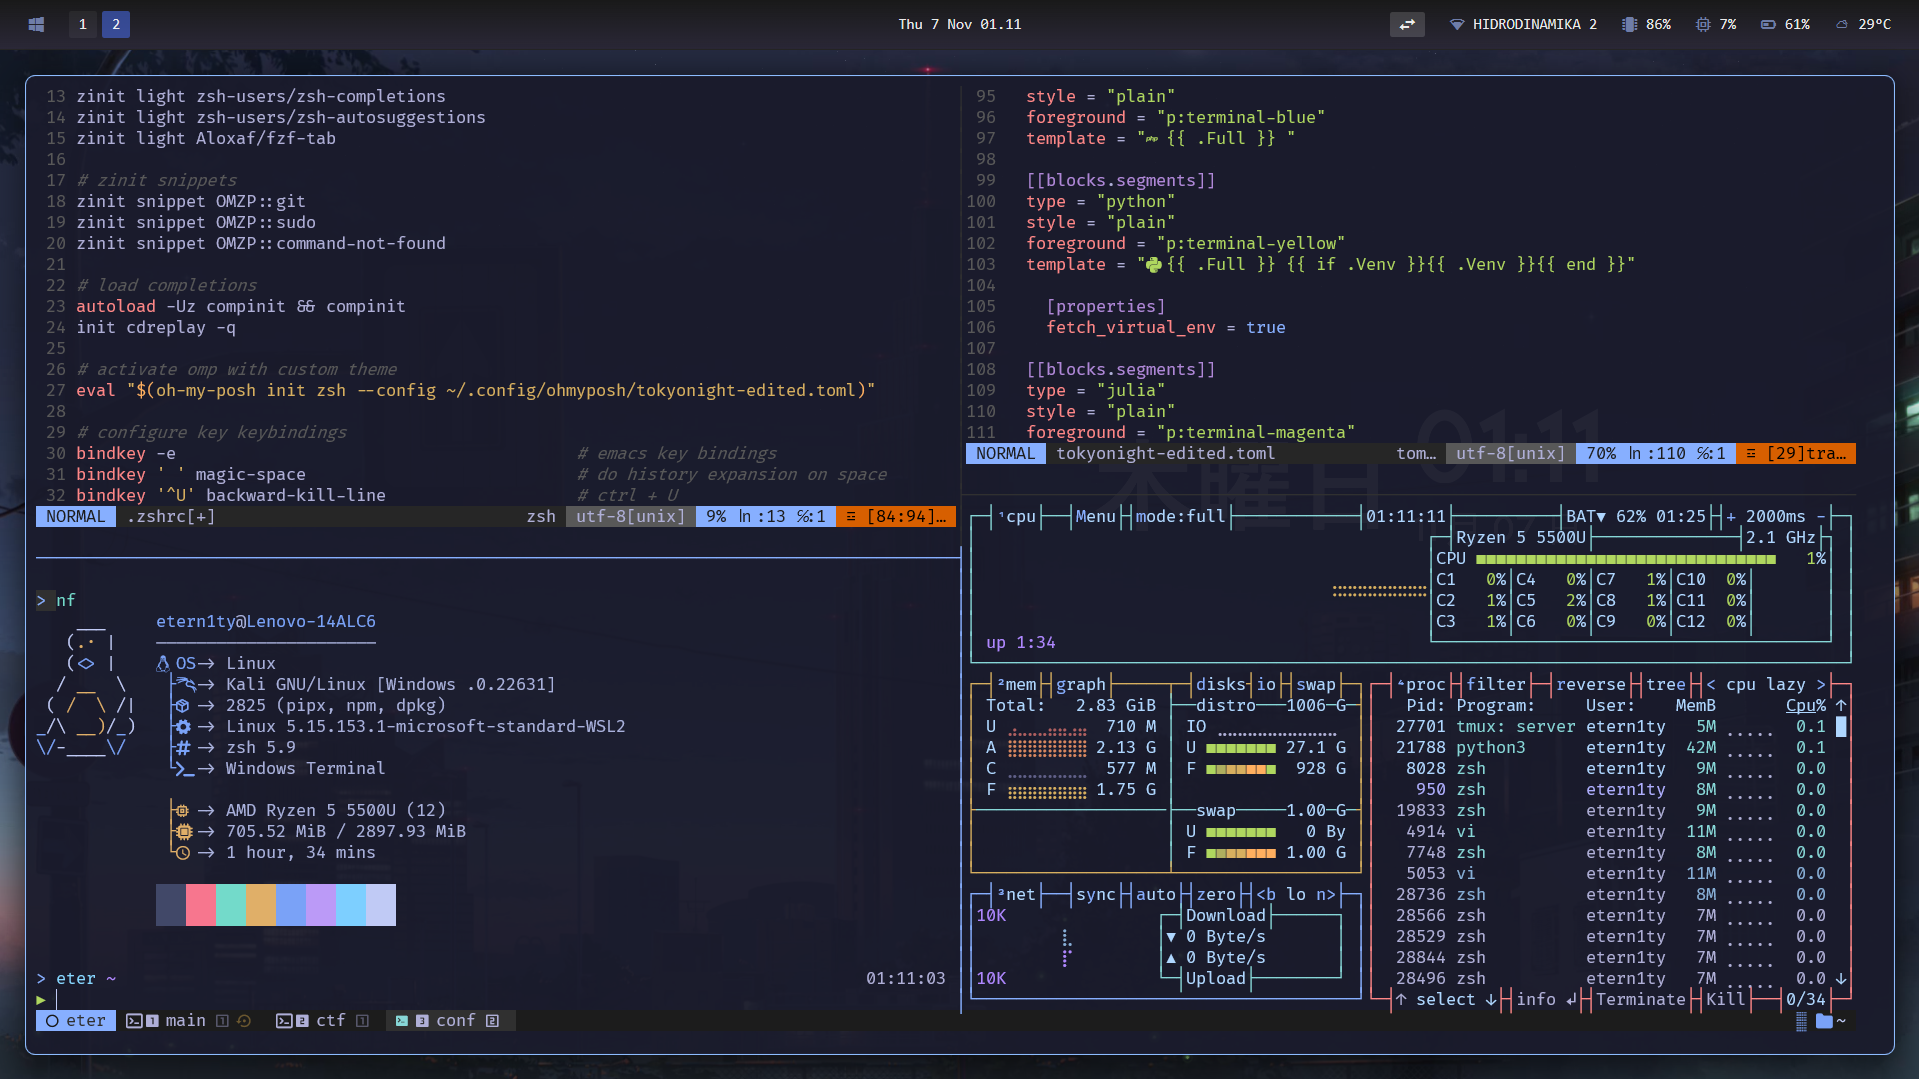 1 2
Thu 7 Nov 01.11
HIDRODINAMIKA 2 86% 7% 61% 29°C
13 zinit light zsh-users/zsh-completions
14 zinit light zsh-users/zsh-autosuggestions
15 zinit light Aloxaf/fzf-tab
16
17 # zinit snippets
18 zinit snippet OMZP::git
19 zinit snippet OMZP::sudo
20 zinit snippet OMZP::command-not-found
21
22 # load completions
23 autoload -Uz compinit && compinit
24 init cdreplay -q
25
26 # activate omp with custom theme
27 eval "$(oh-my-posh init zsh --config ~/.config/ohmyposh/tokyonight-edited.toml)"
28
29 # configure key keybindings
30 bindkey -e # emacs key bindings
31 bindkey ' ' magic-space # do history expansion on space
32 bindkey '^U' backward-kill-line # ctrl + U
NORMAL .zshrc[+] zsh utf-8[unix] 9% ln :13 ℅:1 ☲ [84:94]…
95 style = "plain"
96 foreground = "p:terminal-blue"
97 template = "php {{ .Full }} "
98
99 [[blocks.segments]]
100 type = "python"
101 style = "plain"
102 foreground = "p:terminal-yellow"
103 template = "{{ .Full }} {{ if .Venv }}{{ .Venv }}{{ end }}"
104
105 [properties]
106 fetch_virtual_env = true
107
108 [[blocks.segments]]
109 type = "julia"
110 style = "plain"
111 foreground = "p:terminal-magenta"
NORMAL tokyonight-edited.toml tom… utf-8[unix] 70% ln :110 ℅:1 ☲ [29]tra…
01:11
木曜日
> nf
etern1ty@Lenovo-14ALC6
OS-> Linux
-> Kali GNU/Linux [Windows .0.22631]
-> 2825 (pipx, npm, dpkg)
-> Linux 5.15.153.1-microsoft-standard-WSL2
-> zsh 5.9
-> Windows Terminal
-> AMD Ryzen 5 5500U (12)
-> 705.52 MiB / 2897.93 MiB
-> 1 hour, 34 mins
> eter ~ 01:11:03
eter 1 main 1 2 ctf 1 3 conf 2 ~
¹cpu Menu mode:full 01:11:11 BAT▼ 62% 01:25 + 2000ms -
Ryzen 5 5500U 2.1 GHz
CPU 1%
C1 0% C4 0% C7 1% C10 0%
C2 1% C5 2% C8 1% C11 0%
C3 1% C6 0% C9 0% C12 0%
up 1:34
²mem graph disks io swap
Total: 2.83 GiB distro 1006 G
U 710 M IO
A 2.13 G U 27.1 G
C 577 M F 928 G
F 1.75 G
swap 1.00 G
U 0 By
F 1.00 G
³net sync auto zero <b lo n>
10K Download
▼ 0 Byte/s
▲ 0 Byte/s
10K Upload
⁴proc filter reverse tree < cpu lazy >
Pid: Program: User: MemB Cpu% ↑
27701 tmux: server etern1ty 5M 0.1
21788 python3 etern1ty 42M 0.1
8028 zsh etern1ty 9M 0.0
950 zsh etern1ty 8M 0.0
19833 zsh etern1ty 9M 0.0
4914 vi etern1ty 11M 0.0
7748 zsh etern1ty 8M 0.0
5053 vi etern1ty 11M 0.0
28736 zsh etern1ty 8M 0.0
28566 zsh etern1ty 7M 0.0
28529 zsh etern1ty 7M 0.0
28844 zsh etern1ty 7M 0.0
28496 zsh etern1ty 7M 0.0 ↓
↑ select ↓ info ↲ Terminate Kill 0/34